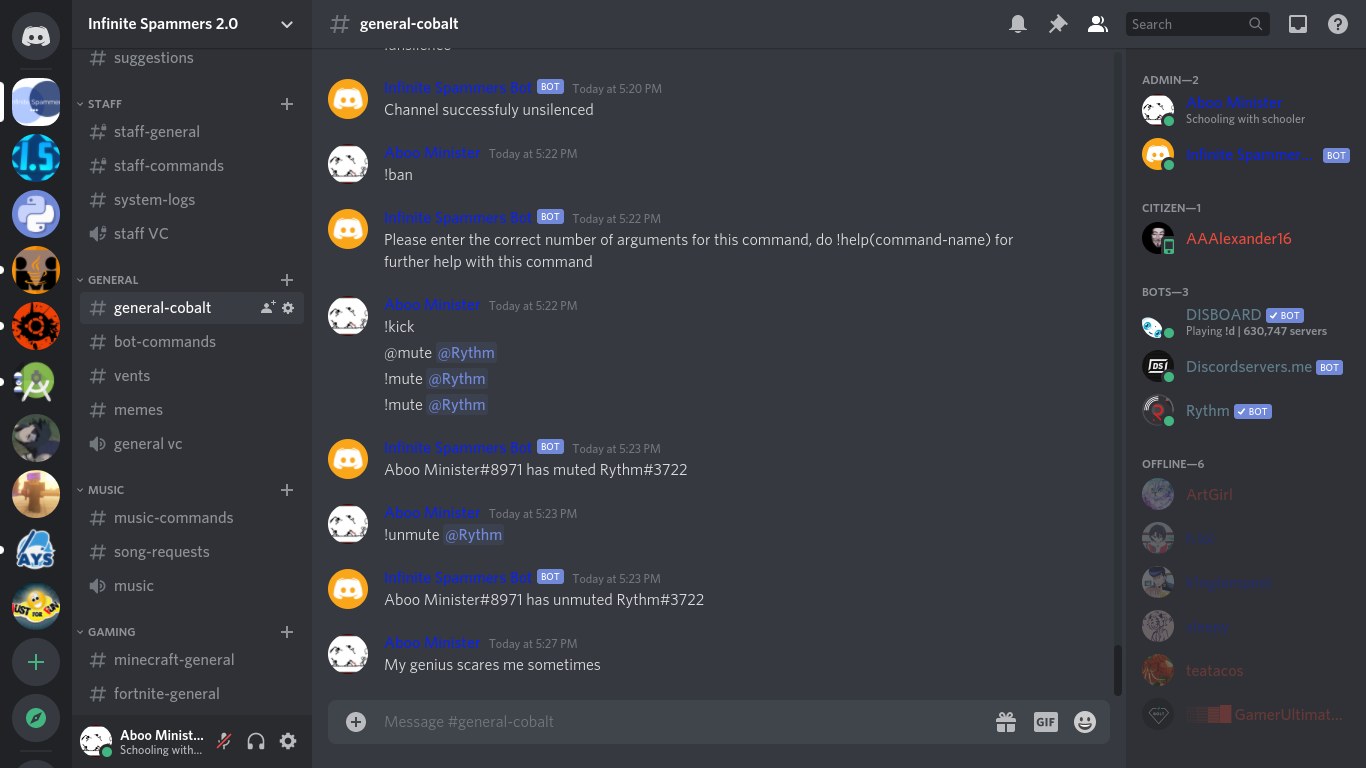 Infinite Spammers 2.0
suggestions
STAFF
staff-general
staff-commands
system-logs
staff VC
GENERAL
general-cobalt
bot-commands
vents
memes
general vc
MUSIC
music-commands
song-requests
music
GAMING
minecraft-general
fortnite-general
Aboo Minist...
Schooling with...
general-cobalt
Search
Infinite Spammers Bot BOT Today at 5:20 PM
Channel successfuly unsilenced
Aboo Minister Today at 5:22 PM
!ban
Infinite Spammers Bot BOT Today at 5:22 PM
Please enter the correct number of arguments for this command, do !help(command-name) for
further help with this command
Aboo Minister Today at 5:22 PM
!kick
@mute @Rythm
!mute @Rythm
!mute @Rythm
Infinite Spammers Bot BOT Today at 5:23 PM
Aboo Minister#8971 has muted Rythm#3722
Aboo Minister Today at 5:23 PM
!unmute @Rythm
Infinite Spammers Bot BOT Today at 5:23 PM
Aboo Minister#8971 has unmuted Rythm#3722
Aboo Minister Today at 5:27 PM
My genius scares me sometimes
Message #general-cobalt
GIF
ADMIN—2
Aboo Minister
Schooling with schooler
Infinite Spammer... BOT
CITIZEN—1
AAAlexander16
BOTS—3
DISBOARD BOT
Playing !d | 630,747 servers
Discordservers.me BOT
Rythm BOT
OFFLINE—6
ArtGirl
teatacos
GamerUltimat...
I.S
AYS
JUST FOR FUN